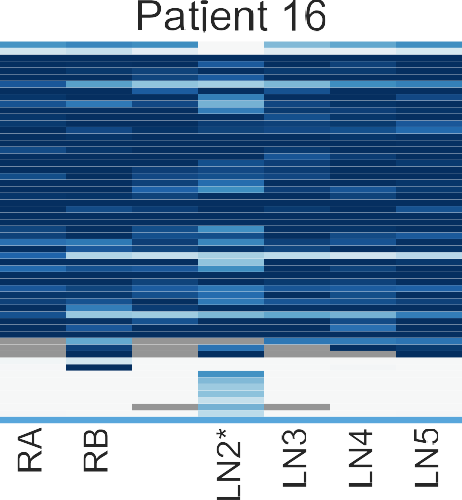 Patient 16
RA
RB
LN2*
LN3
LN4
LN5